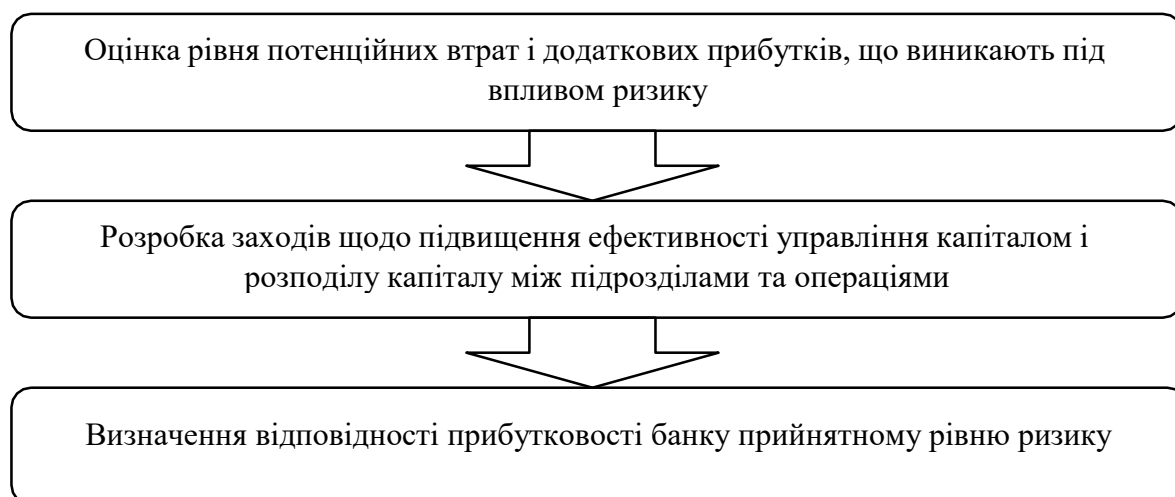 Оцінка рівня потенційних втрат і додаткових прибутків, що виникають під
впливом ризику
Розробка заходів щодо підвищення ефективності управління капіталом і
розподілу капіталу між підрозділами та операціями
Визначення відповідності прибутковості банку прийнятному рівню ризику